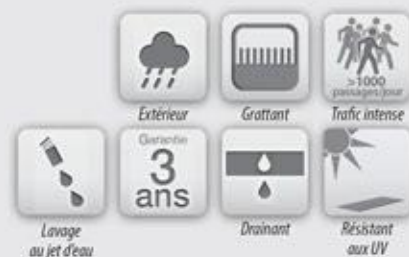 >1000
passages/jour
Extérieur
Grattant
Trafic intense
Garantie
3
ans
Lavage
au jet d'eau
Drainant
Résistant
aux UV